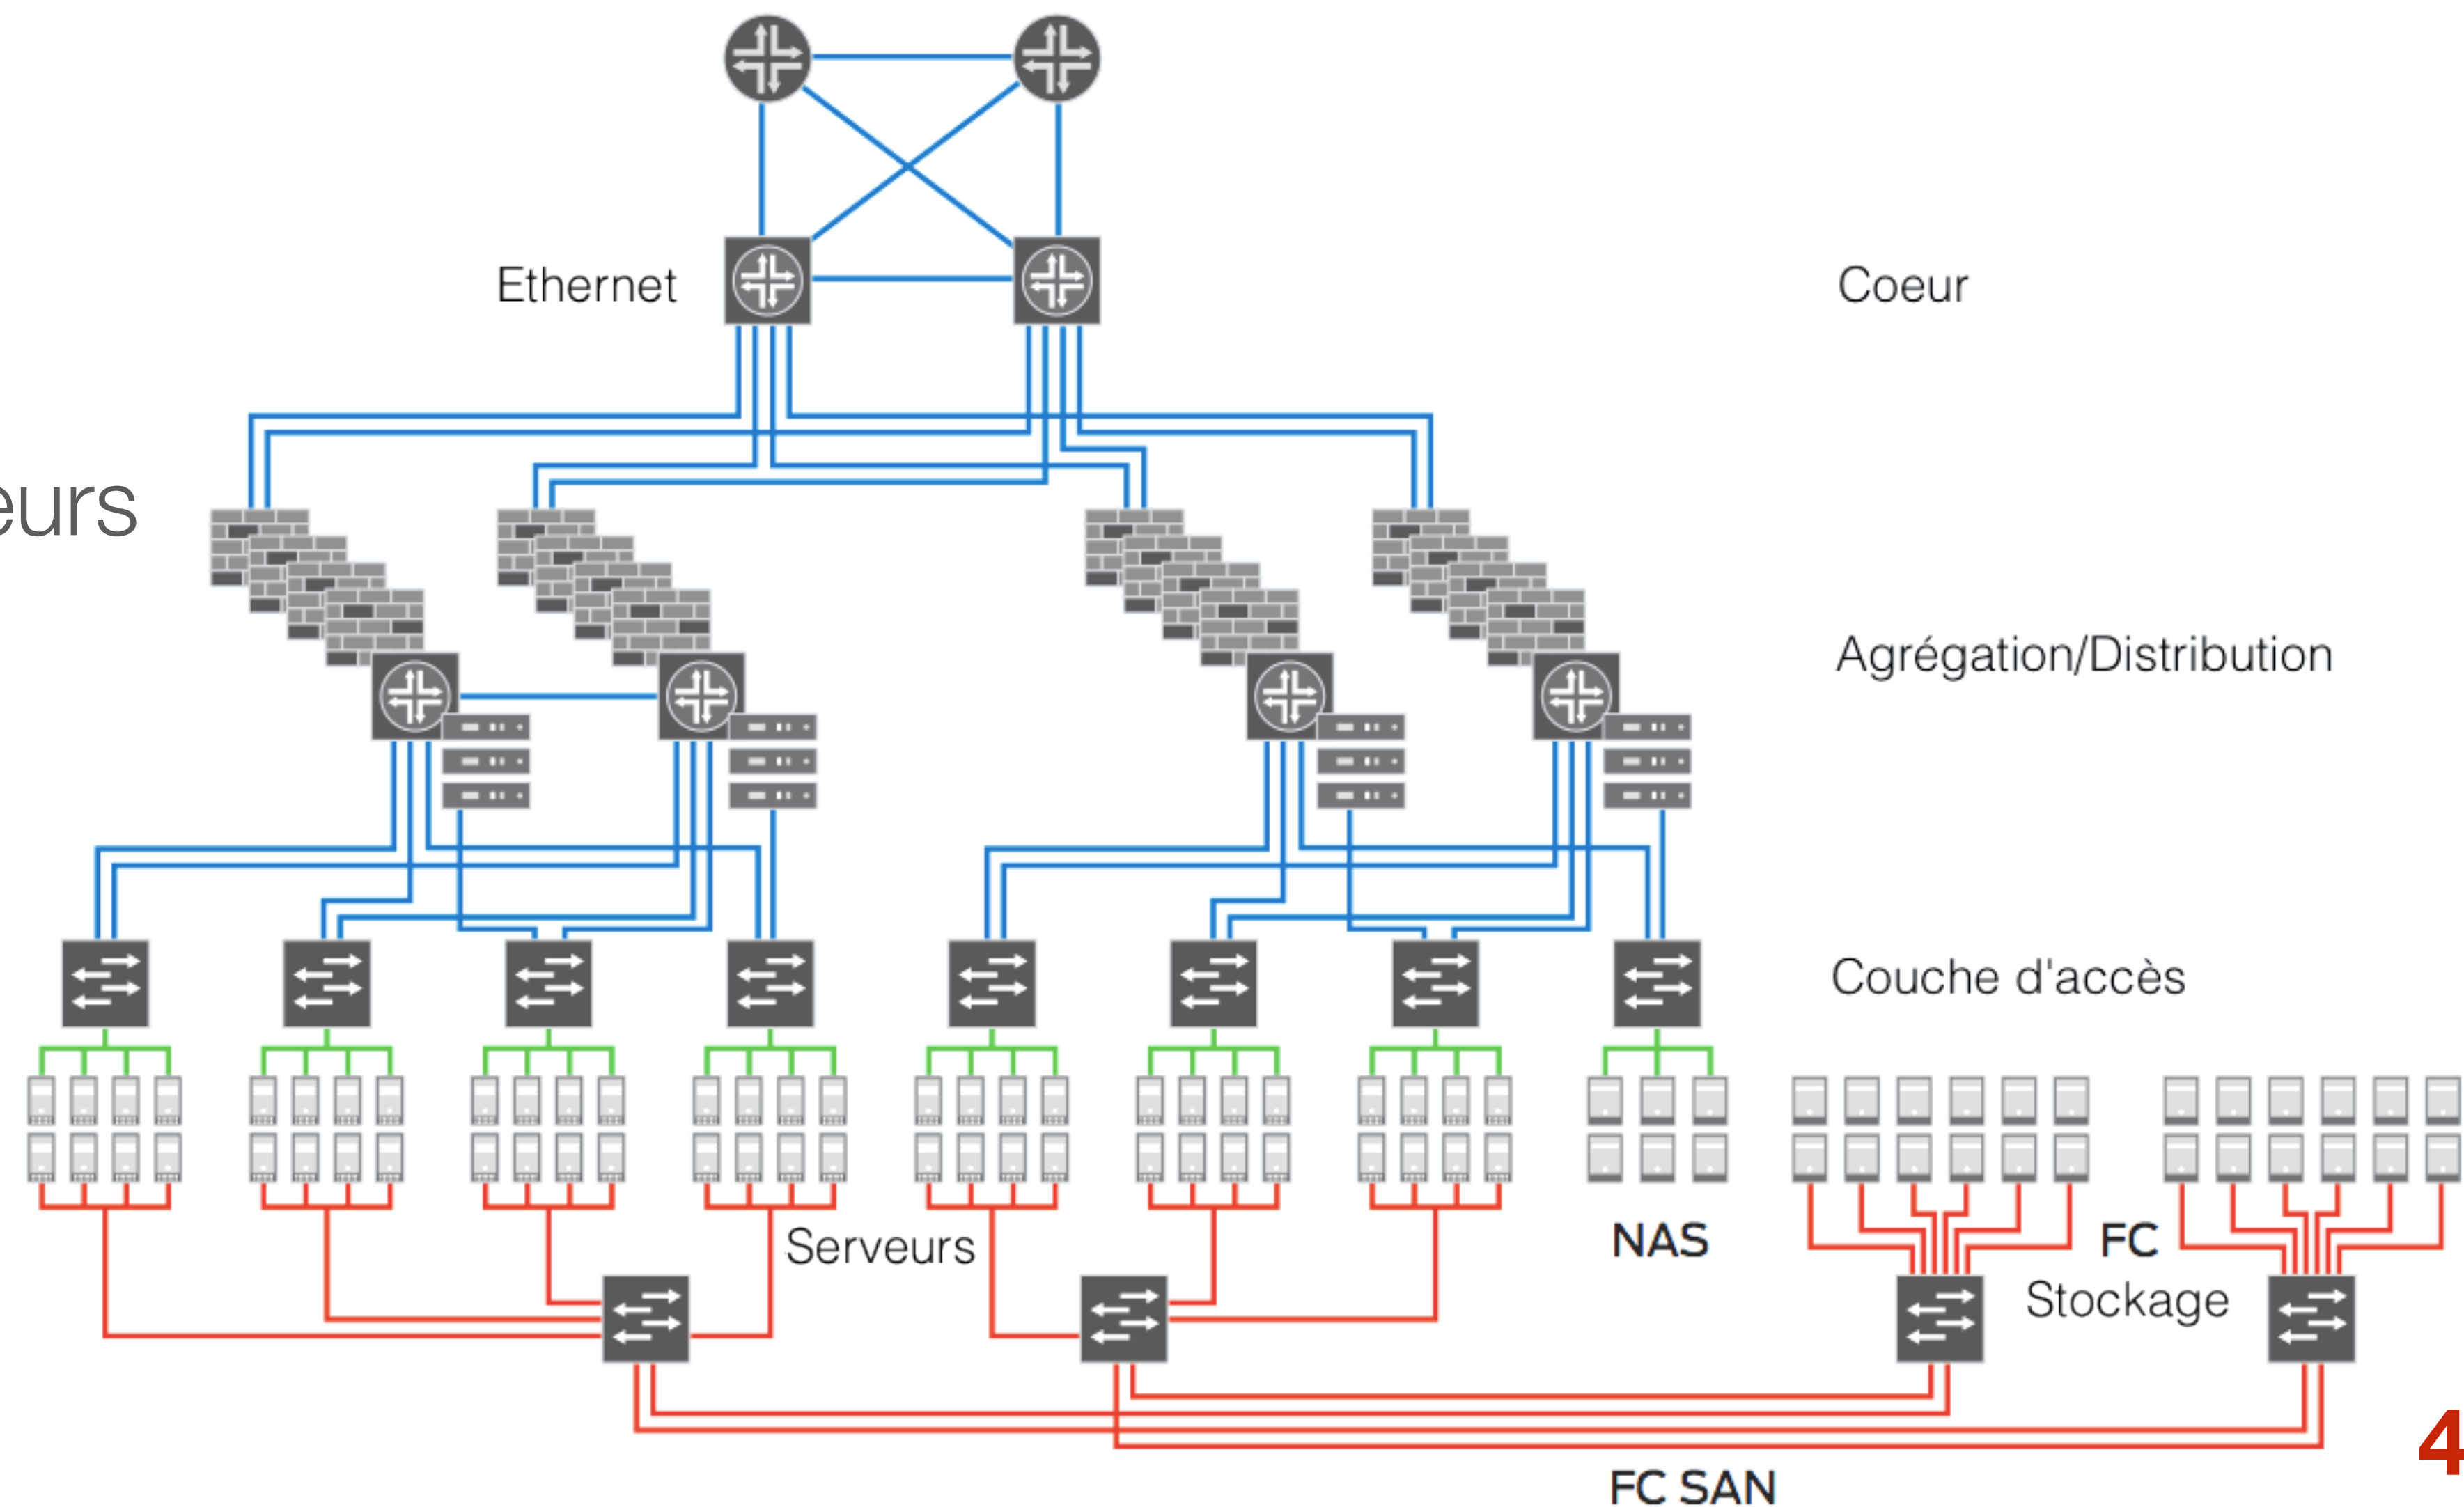 Ethernet
Coeur
eurs
Agrégation/Distribution
Couche d'accès
Serveurs
NAS
FC
Stockage
FC SAN
4